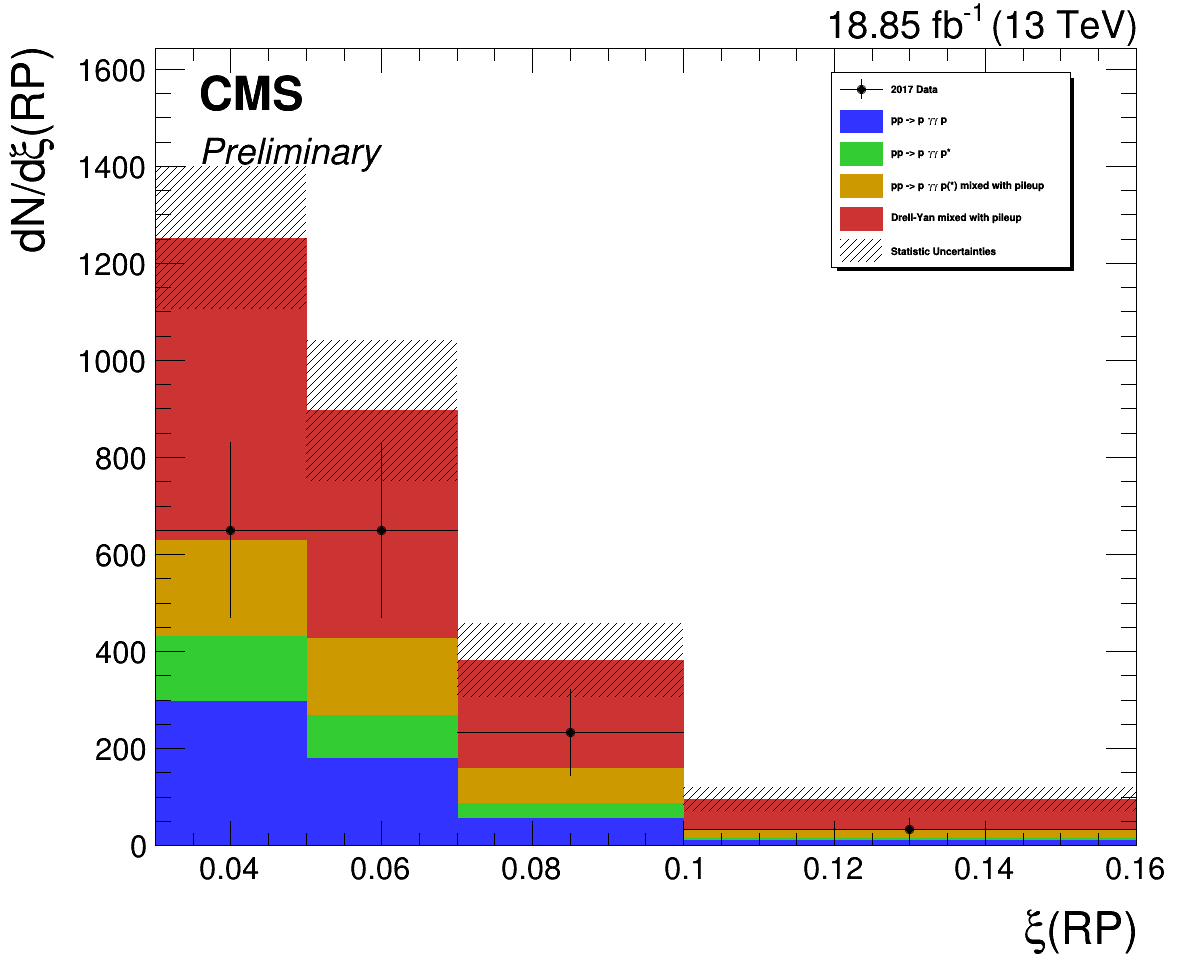 18.85 fb⁻¹ (13 TeV)
dN/dξ(RP)
CMS
Preliminary
2017 Data
pp -> p γγ p
pp -> p γγ p*
pp -> p γγ p(*) mixed with pileup
Drell-Yan mixed with pileup
Statistic Uncertainties
1600
1400
1200
1000
800
600
400
200
0
0.04 0.06 0.08 0.1 0.12 0.14 0.16
ξ(RP)